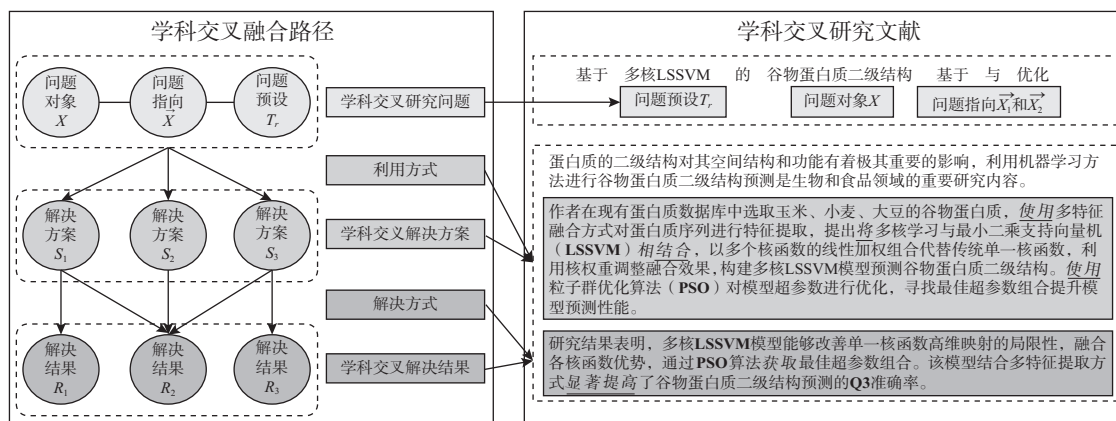 学科交叉融合路径
问题
对象
X
问题
指向
X⃗
问题
预设
Tr
解决
方案
S1
解决
方案
S2
解决
方案
S3
解决
结果
R1
解决
结果
R2
解决
结果
R3
学科交叉研究问题
利用方式
学科交义解决方案
解决方式
学科交叉解决结果
学科交叉研究文献
基于 多核LSSVM 的 谷物蛋白质二级结构 基于 与 优化
问题预设Tr
问题对象X
问题指向X1⃗和X2⃗
蛋白质的二级结构对其空间结构和功能有着极其重要的影响，利用机器学习方
法进行谷物蛋白质二级结构预测是生物和食品领域的重要研究内容。
作者在现有蛋白质数据库中选取玉米、小麦、大豆的谷物蛋白质，使用多特征
融合方式对蛋白质序列进行特征提取，提出将多核学习与最小二乘支持向量机
（LSSVM）相结合，以多个核函数的线性加权组合代替传统单一核函数，利
用核权重调整融合效果，构建多核LSSVM模型预测谷物蛋白质二级结构。使用
粒子群优化算法（PSO）对模型超参数进行优化，寻找最佳超参数组合提升模
型预测性能。
研究结果表明，多核LSSVM模型能够改善单一核函数高维映射的局限性，融合
各核函数优势，通过PSO算法获取最佳超参数组合。该模型结合多特征提取方
式显著提高了谷物蛋白质二级结构预测的Q3准确率。